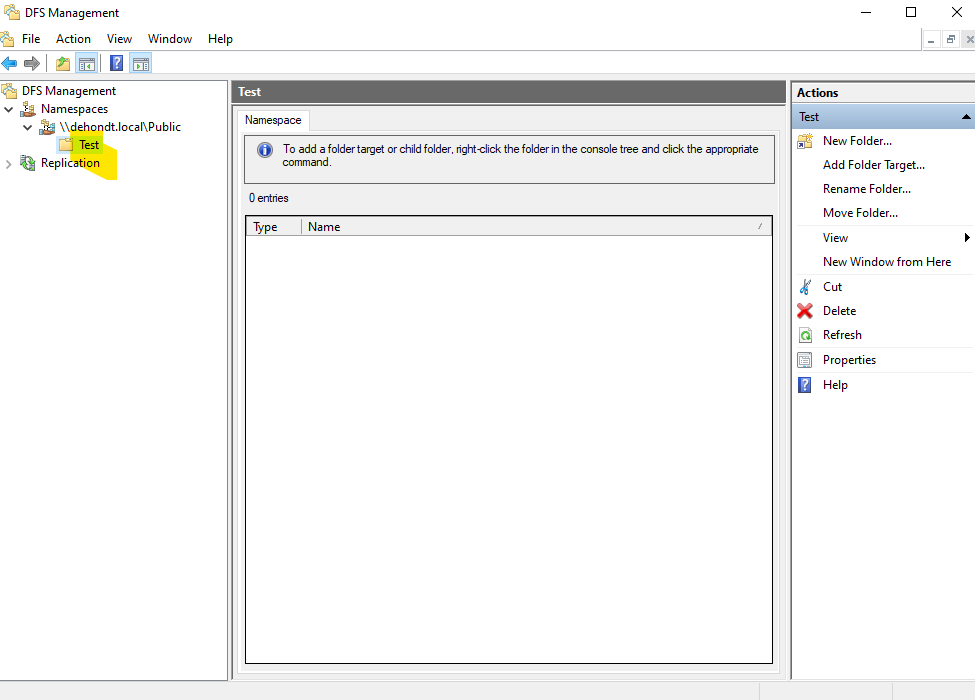 DFS Management
File Action View Window Help
DFS Management
Namespaces
\\dehondt.local\Public
Test
Replication
Test
Namespace
To add a folder target or child folder, right-click the folder in the console tree and click the appropriate
command.
0 entries
Type Name
Actions
Test
New Folder...
Add Folder Target...
Rename Folder...
Move Folder...
View
New Window from Here
Cut
Delete
Refresh
Properties
Help